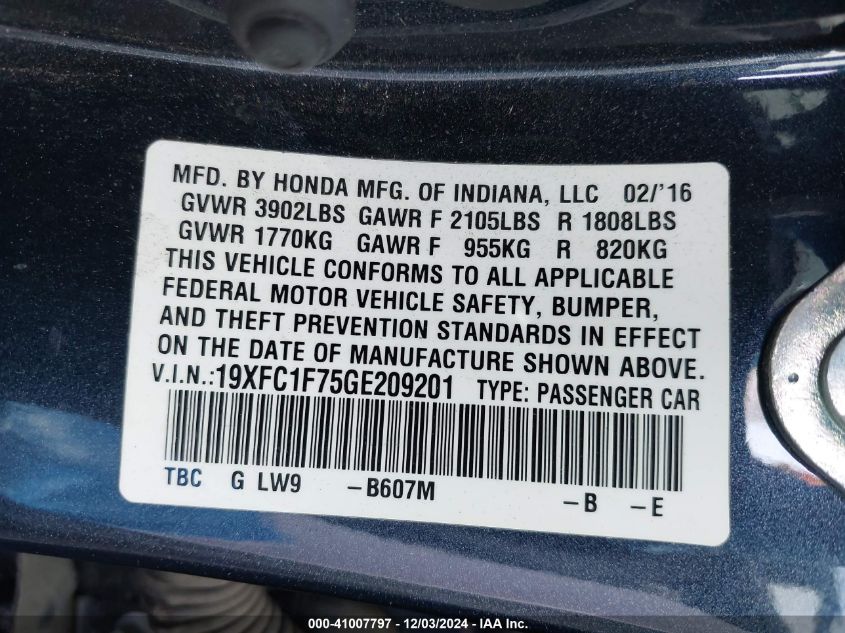 MFD. BY HONDA MFG. OF INDIANA, LLC 02/'16
GVWR 3902LBS GAWR F 2105LBS R 1808LBS
GVWR 1770KG GAWR F 955KG R 820KG
THIS VEHICLE CONFORMS TO ALL APPLICABLE
FEDERAL MOTOR VEHICLE SAFETY, BUMPER,
AND THEFT PREVENTION STANDARDS IN EFFECT
ON THE DATE OF MANUFACTURE SHOWN ABOVE.
V.I.N.:19XFC1F75GE209201 TYPE: PASSENGER CAR
TBC G LW9 -B607M -B -E
000-41007797 - 12/03/2024 - IAA Inc.